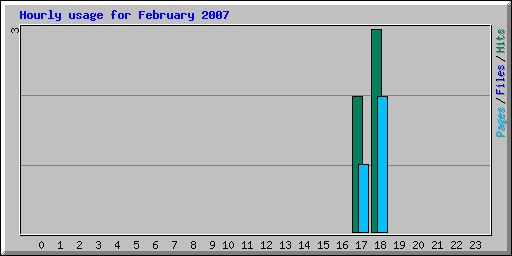 Hourly usage for February 2007
3
Pages/Files/Hits
0 1 2 3 4 5 6 7 8 9 10 11 12 13 14 15 16 17 18 19 20 21 22 23